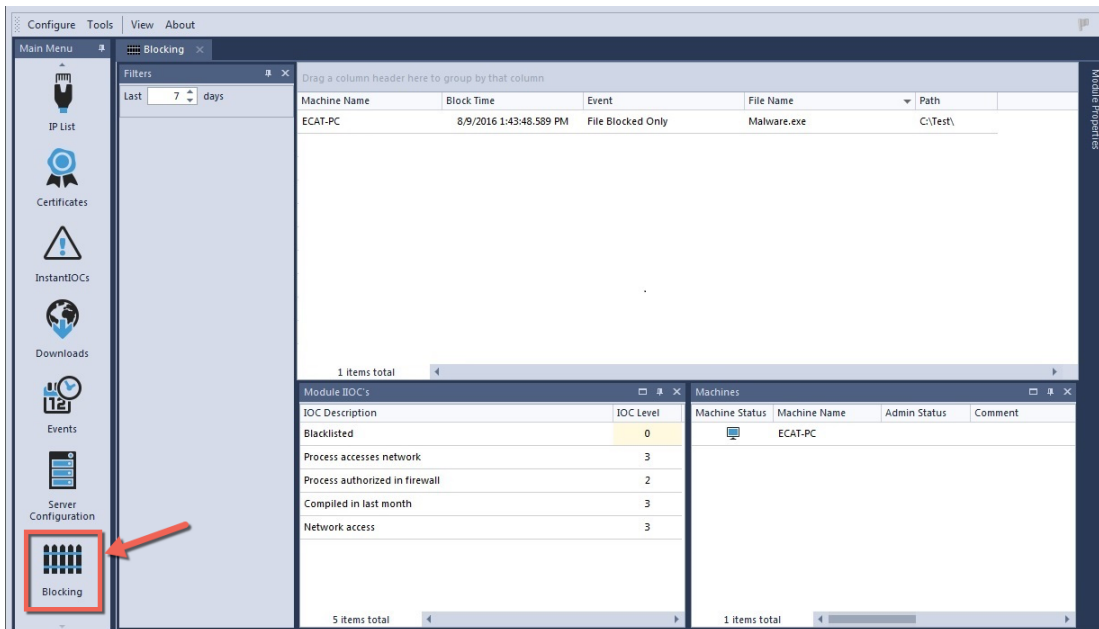 Configure Tools View About
Main Menu
IP List
Certificates
InstantIOCs
Downloads
12
Events
Server
Configuration
Blocking
Blocking
Filters
Last 7 days
Drag a column header here to group by that column
Machine Name Block Time Event File Name Path
ECAT-PC 8/9/2016 1:43:48.589 PM File Blocked Only Malware.exe C:\Test\
1 items total
Module IIOC's
IOC Description IOC Level
Blacklisted 0
Process accesses network 3
Process authorized in firewall 2
Compiled in last month 3
Network access 3
5 items total
Machines
Machine Status Machine Name Admin Status Comment
ECAT-PC
1 items total
Module Properties